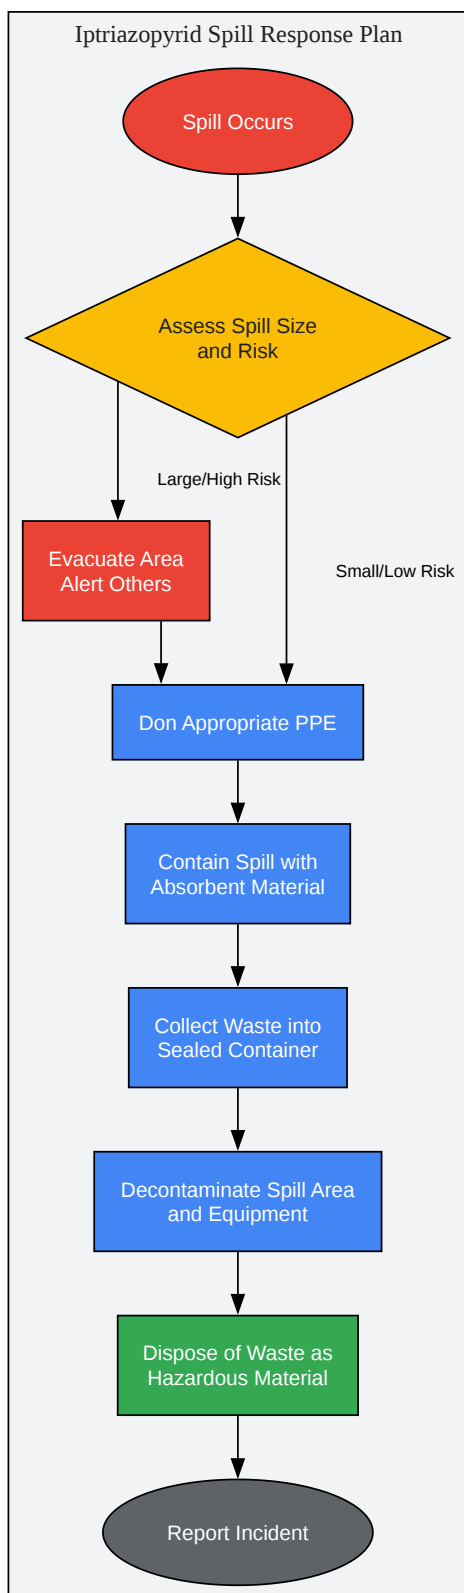 Iptriazopyrid Spill Response Plan
Spill Occurs
Assess Spill Size
and Risk
Large/High Risk
Evacuate Area
Alert Others
Small/Low Risk
Don Appropriate PPE
Contain Spill with
Absorbent Material
Collect Waste into
Sealed Container
Decontaminate Spill Area
and Equipment
Dispose of Waste as
Hazardous Material
Report Incident